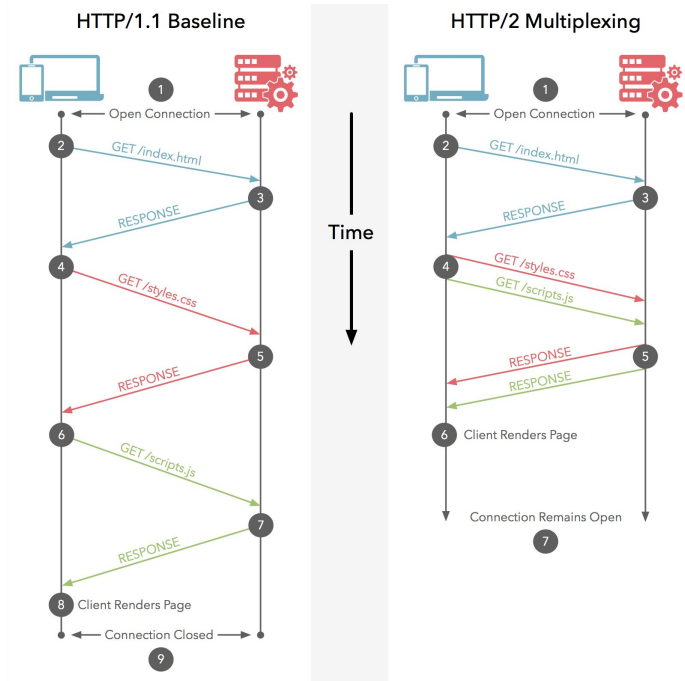 HTTP/1.1 Baseline
1
Open Connection
2
GET /index.html
3
RESPONSE
4
GET /styles.css
5
RESPONSE
6
GET /scripts.js
7
RESPONSE
8
Client Renders Page
Connection Closed
9
Time
HTTP/2 Multiplexing
1
Open Connection
2
GET /index.html
3
RESPONSE
4
GET /styles.css
GET /scripts.js
5
RESPONSE
RESPONSE
6
Client Renders Page
Connection Remains Open
7